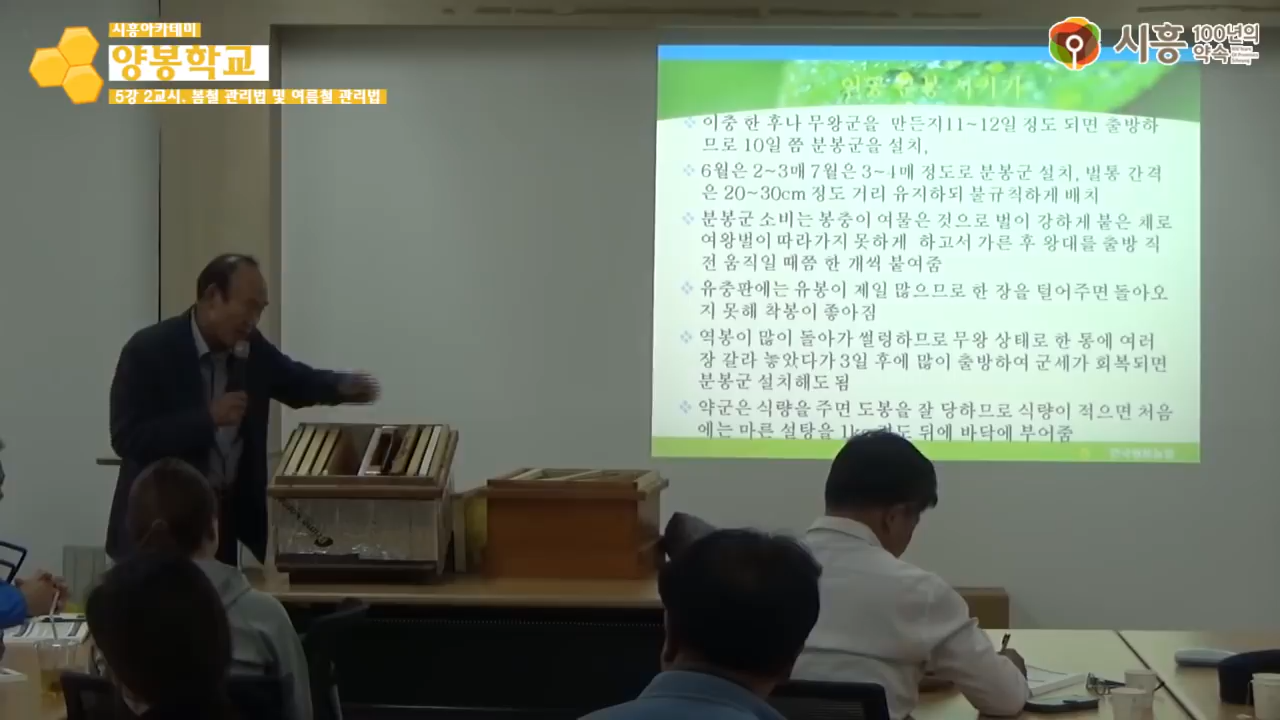 시흥아카데미
양봉학교
5강 2교시. 봄철 관리법 및 여름철 관리법
시흥 100년의 약속
이충 한 후나 무왕군을 만든지11~12일 정도 되면 출방하
므로 10일 쯤 분봉군을 설치,
6월은 2~3매 7월은 3~4매 정도로 분봉군 설치, 벌통 간격
은 20~30cm 정도 거리 유지하되 불규칙하게 배치
분봉군 소비는 봉충이 여물은 것으로 벌이 강하게 붙은 채로
여왕벌이 따라가지 못하게 하고서 가른 후 왕대를 출방 직
전 움직일 때쯤 한 개씩 붙여줌
유충판에는 유봉이 제일 많으므로 한 장을 털어주면 돌아오
지 못해 착봉이 좋아짐
역봉이 많이 돌아가 썰렁하므로 무왕 상태로 한 통에 여러
장 갈라 놓았다가 3일 후에 많이 출방하여 군세가 회복되면
분봉군 설치해도 됨
약군은 식량을 주면 도봉을 잘 당하므로 식량이 적으면 처음
에는 마른 설탕을 뒤에 바닥에 부어줌